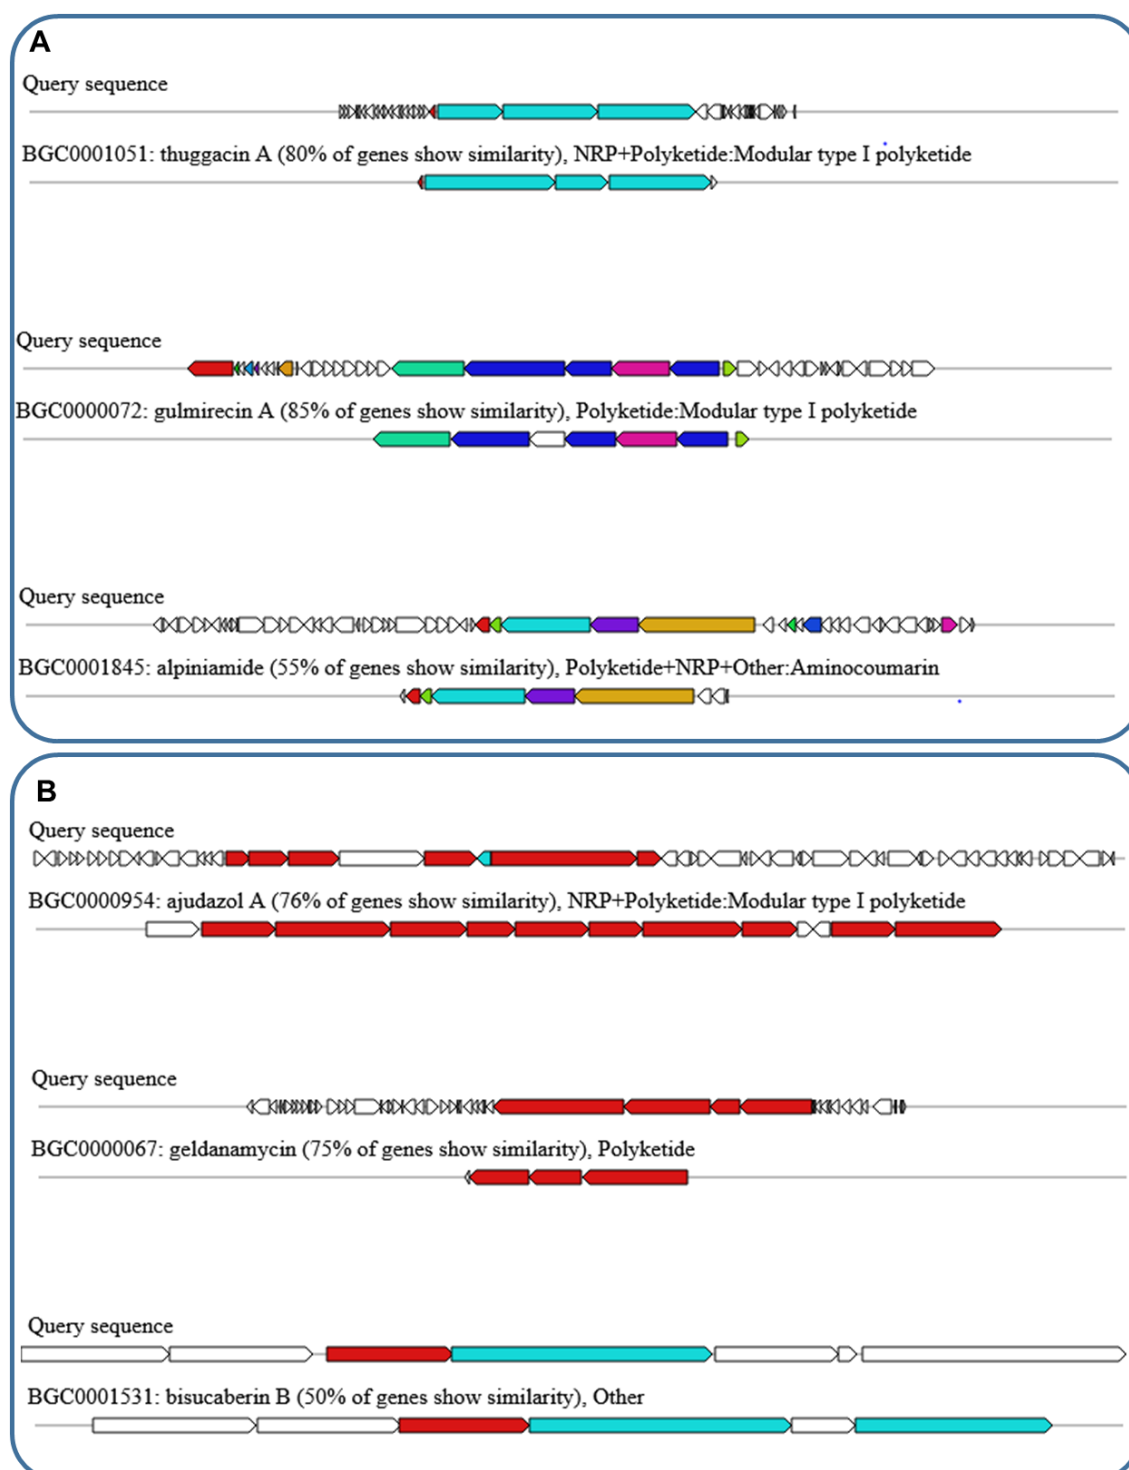 A
Query sequence
BGC0001051: thuggacin A (80% of genes show similarity), NRP+Polyketide:Modular type I polyketide
Query sequence
BGC0000072: gulmirecin A (85% of genes show similarity), Polyketide:Modular type I polyketide
Query sequence
BGC0001845: alpiniamide (55% of genes show similarity), Polyketide+NRP+Other:Aminocoumarin
B
Query sequence
BGC0000954: ajudazol A (76% of genes show similarity), NRP+Polyketide:Modular type I polyketide
Query sequence
BGC0000067: geldanamycin (75% of genes show similarity), Polyketide
Query sequence
BGC0001531: bisucaberin B (50% of genes show similarity), Other